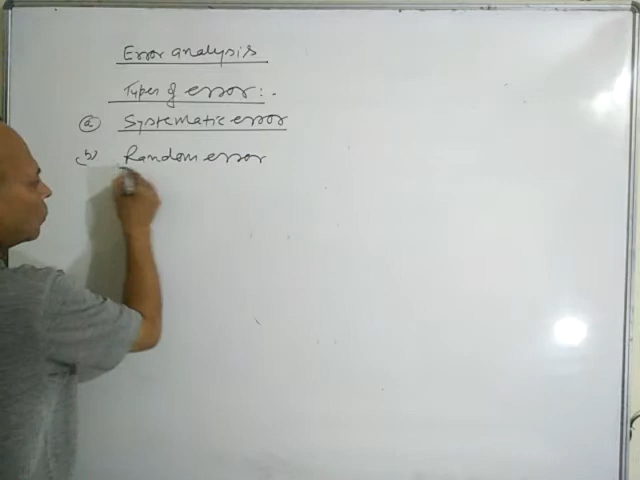 Error analysis
Types of error:.
(a) Systematic error
(b) Random error